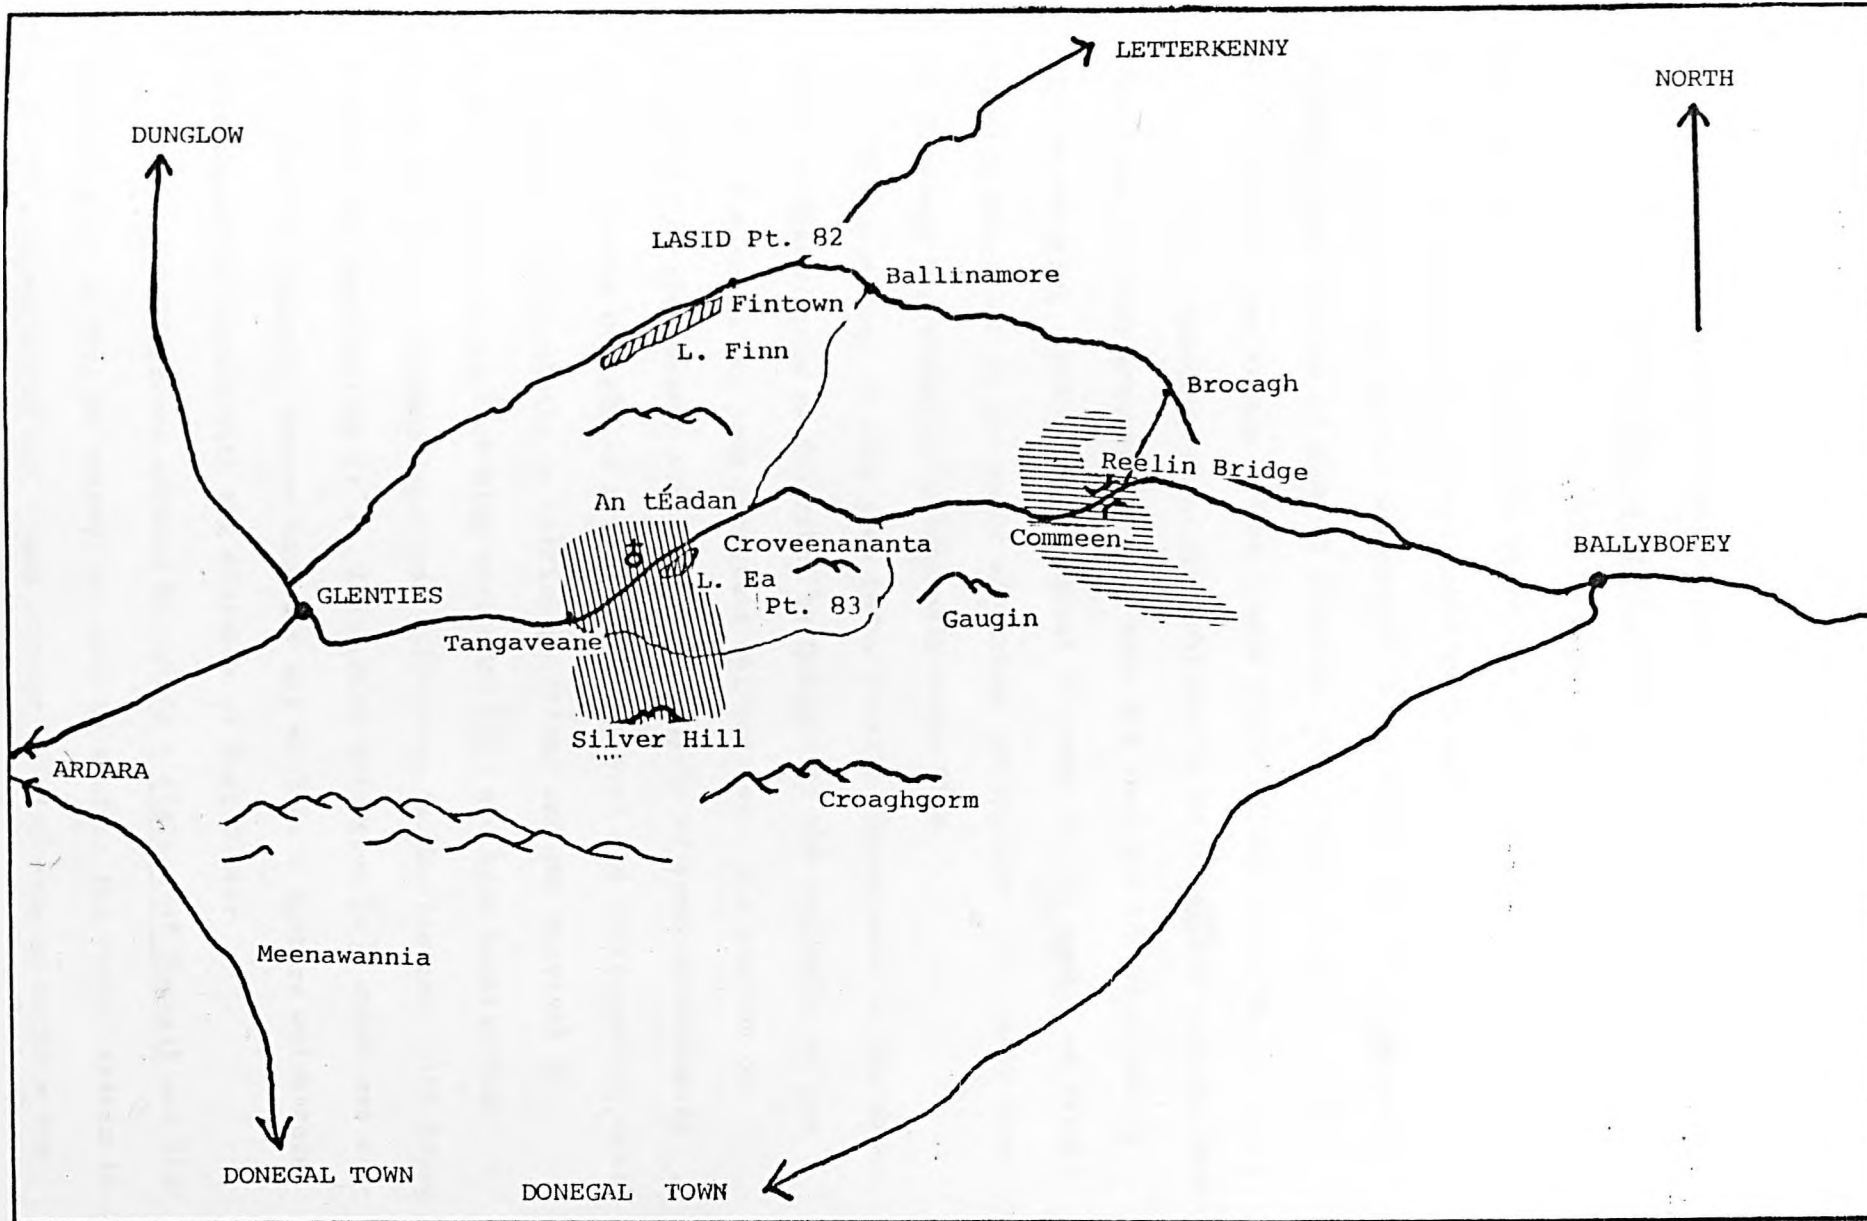 LETTERKENNY
NORTH
DUNGLOW
LASID Pt. 82
Ballinamore
Fintown
L. Finn
Brocagh
Reelin Bridge
An tÉadan
Croveenananta
Commeen
BALLYBOFEY
L. Ea
Pt. 83
GLENTIES
Gaugin
Tangaveane
Silver Hill
ARDARA
Croaghgorm
Meenawannia
DONEGAL TOWN
DONEGAL TOWN